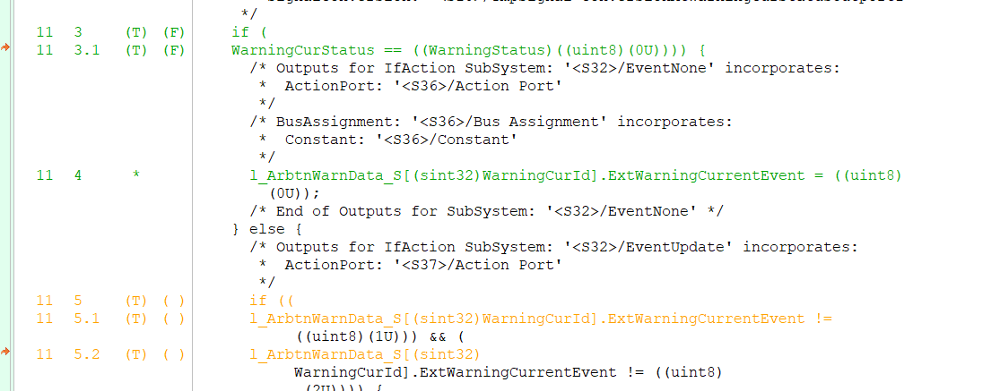 */
11 3 (T) (F) if (
11 3.1 (T) (F) WarningCurStatus == ((WarningStatus)((uint8)(0U)))) {
/* Outputs for IfAction SubSystem: '<S32>/EventNone' incorporates:
* ActionPort: '<S36>/Action Port'
*/
/* BusAssignment: '<S36>/Bus Assignment' incorporates:
* Constant: '<S36>/Constant'
*/
11 4 * l_ArbtnWarnData_S[(sint32)WarningCurId].ExtWarningCurrentEvent = ((uint8)
(0U));
/* End of Outputs for SubSystem: '<S32>/EventNone' */
} else {
/* Outputs for IfAction SubSystem: '<S32>/EventUpdate' incorporates:
* ActionPort: '<S37>/Action Port'
*/
11 5 (T) ( ) if ((
11 5.1 (T) ( ) l_ArbtnWarnData_S[(sint32)WarningCurId].ExtWarningCurrentEvent !=
((uint8)(1U))) && (
11 5.2 (T) ( ) l_ArbtnWarnData_S[(sint32)
WarningCurId].ExtWarningCurrentEvent != ((uint8)
(2U)))) {